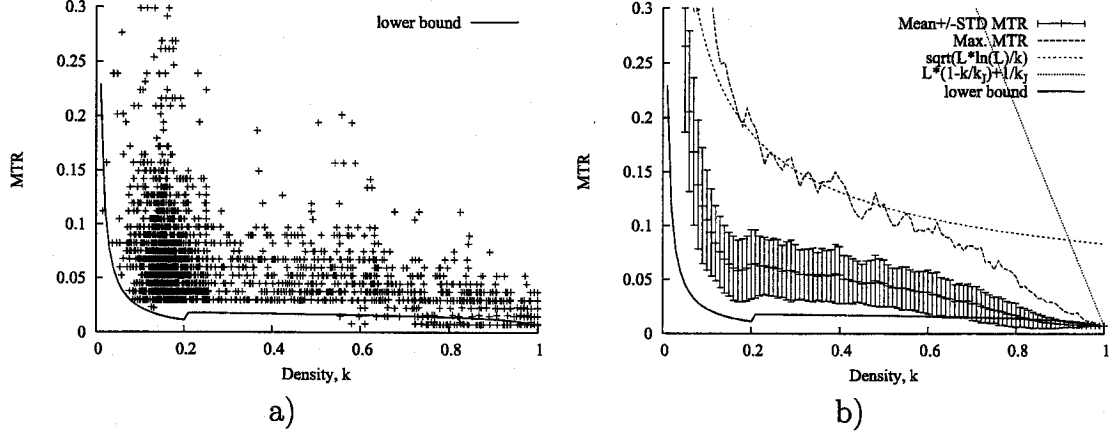 0.3
0.25
0.2
0.15
0.1
0.05
0
MTR
lower bound
0 0.2 0.4 0.6 0.8 1
Density, k
a)
0.3
0.25
0.2
0.15
0.1
0.05
0
MTR
Mean+/-STD MTR
Max. MTR
sqrt(L*ln(L)/k)
L*(1-k/kJ)+1/kJ
lower bound
0 0.2 0.4 0.6 0.8 1
Density, k
b)